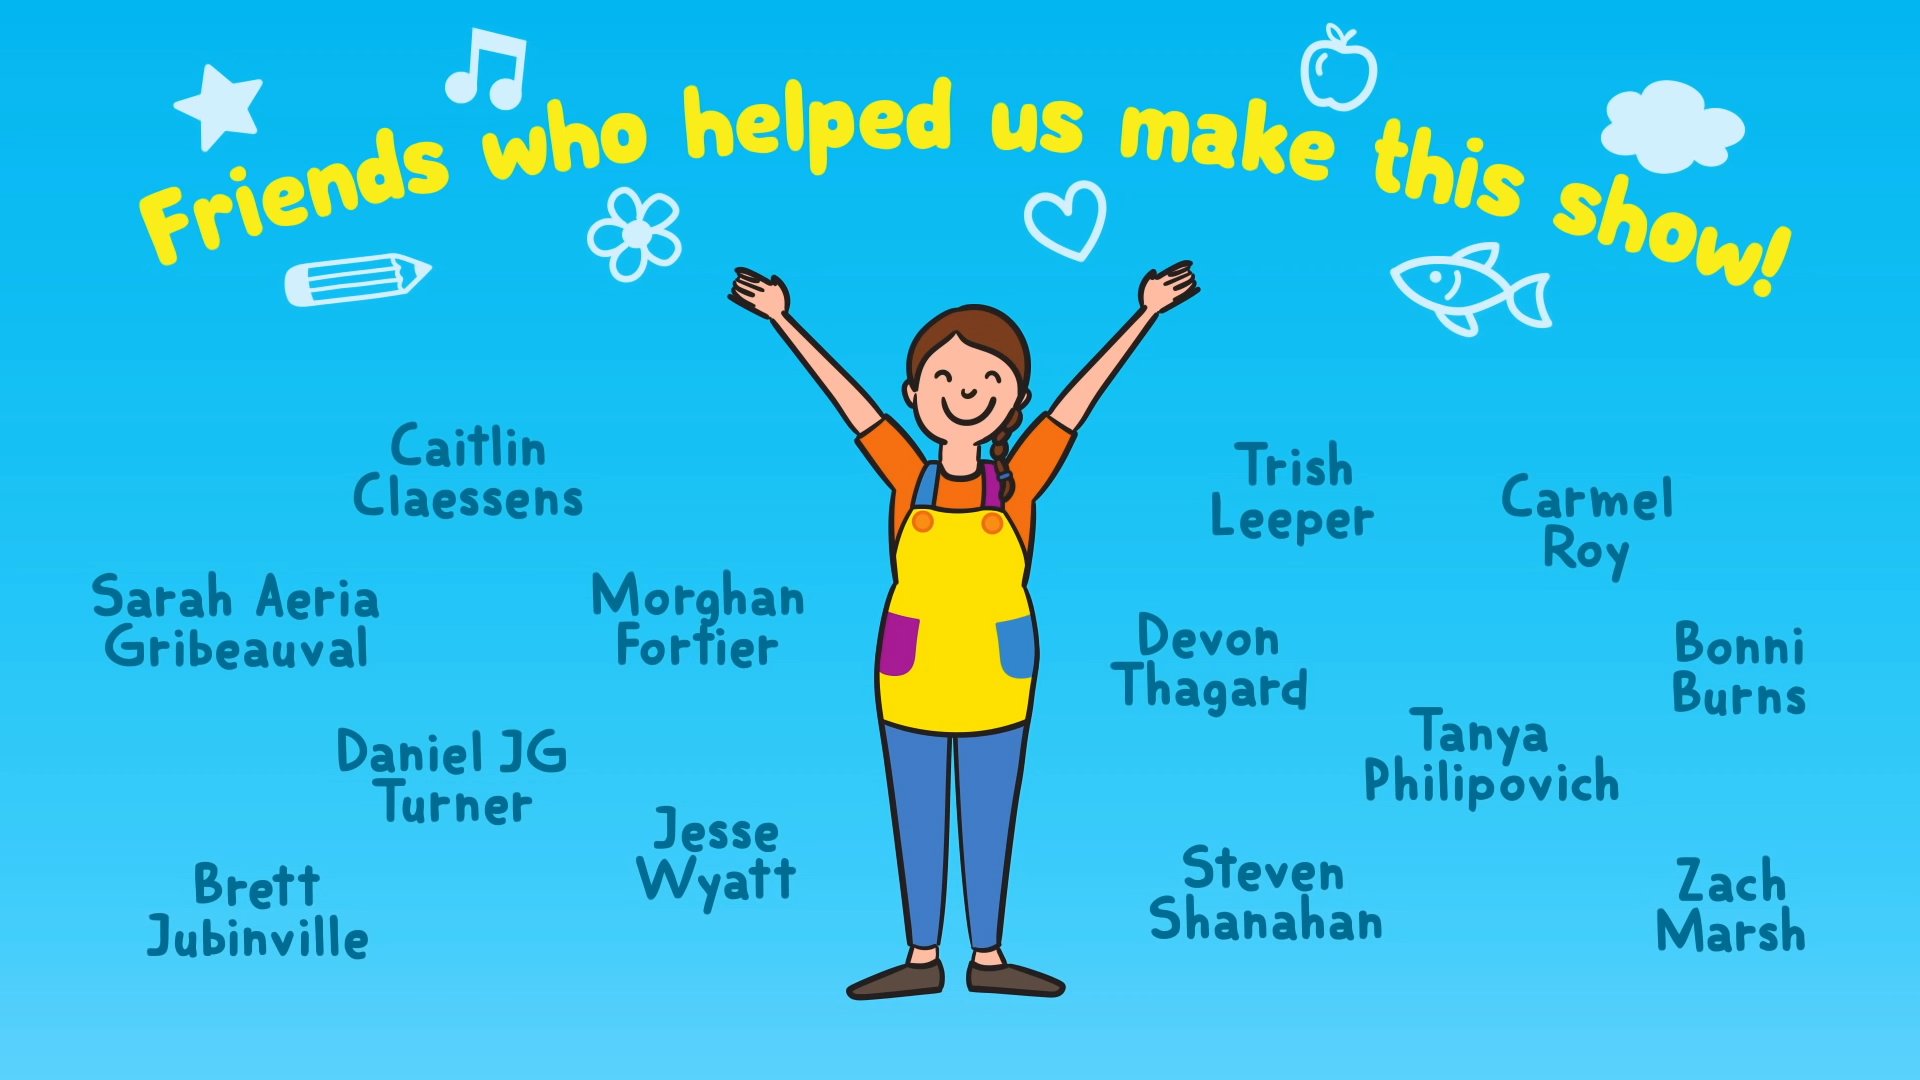 Friends who helped us make this show!
Caitlin
Claessens
Sarah Aeria
Gribeauval
Morghan
Fortier
Daniel JG
Turner
Jesse
Wyatt
Brett
Jubinville
Trish
Leeper
Carmel
Roy
Devon
Thagard
Bonni
Burns
Tanya
Philipovich
Steven
Shanahan
Zach
Marsh